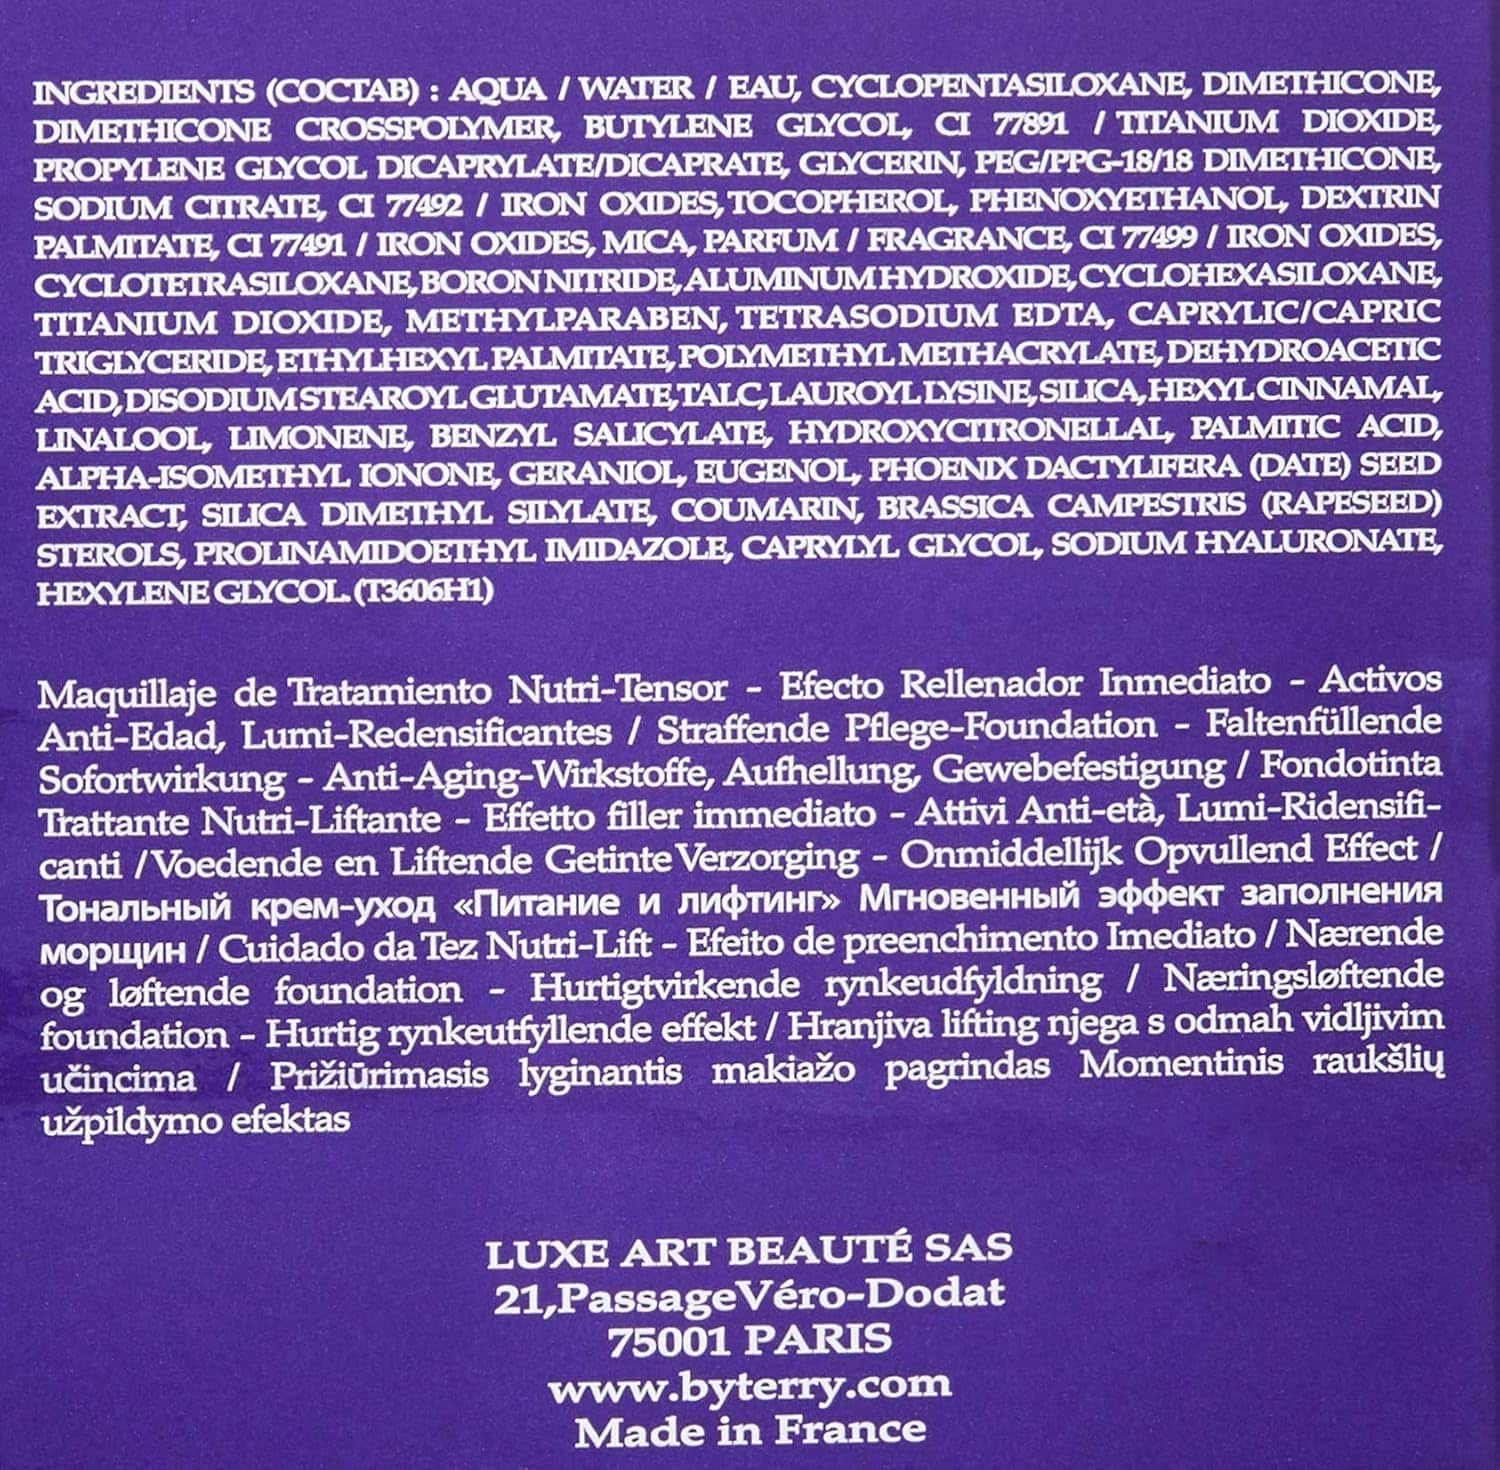 INGREDIENTS (СОСТАВ) : AQUA / WATER / EAU, CYCLOPENTASILOXANE, DIMETHICONE,
DIMETHICONE CROSSPOLYMER, BUTYLENE GLYCOL, CI 77891 / TITANIUM DIOXIDE,
PROPYLENE GLYCOL DICAPRYLATE/DICAPRATE, GLYCERIN, PEG/PPG-18/18 DIMETHICONE,
SODIUM CITRATE, CI 77492 / IRON OXIDES, TOCOPHEROL, PHENOXYETHANOL, DEXTRIN
PALMITATE, CI 77491 / IRON OXIDES, MICA, PARFUM / FRAGRANCE, CI 77499 / IRON OXIDES,
CYCLOTETRASILOXANE, BORON NITRIDE, ALUMINUM HYDROXIDE, CYCLOHEXASILOXANE,
TITANIUM DIOXIDE, METHYLPARABEN, TETRASODIUM EDTA, CAPRYLIC/CAPRIC
TRIGLYCERIDE, ETHYLHEXYL PALMITATE, POLYMETHYL METHACRYLATE, DEHYDROACETIC
ACID, DISODIUM STEAROYL GLUTAMATE, TALC, LAUROYL LYSINE, SILICA, HEXYL CINNAMAL,
LINALOOL, LIMONENE, BENZYL SALICYLATE, HYDROXYCITRONELLAL, PALMITIC ACID,
ALPHA-ISOMETHYL IONONE, GERANIOL, EUGENOL, PHOENIX DACTYLIFERA (DATE) SEED
EXTRACT, SILICA DIMETHYL SILYLATE, COUMARIN, BRASSICA CAMPESTRIS (RAPESEED)
STEROLS, PROLINAMIDOETHYL IMIDAZOLE, CAPRYLYL GLYCOL, SODIUM HYALURONATE,
HEXYLENE GLYCOL. (T3606H1)
Maquillaje de Tratamiento Nutri-Tensor - Efecto Rellenador Inmediato - Activos
Anti-Edad, Lumi-Redensificantes / Straffende Pflege-Foundation - Faltenfüllende
Sofortwirkung - Anti-Aging-Wirkstoffe, Aufhellung, Gewebefestigung / Fondotinta
Trattante Nutri-Liftante - Effetto filler immediato - Attivi Anti-età, Lumi-Ridensifi-
canti / Voedende en Liftende Getinte Verzorging - Onmiddellijk Opvullend Effect /
Тональный крем-уход «Питание и лифтинг» Мгновенный эффект заполнения
морщин / Cuidado da Tez Nutri-Lift - Efeito de preenchimento Imediato / Nærende
og løftende foundation - Hurtigtvirkende rynkeudfyldning / Næringsløftende
foundation - Hurtig rynkeutfyllende effekt / Hranjiva lifting njega s odmah vidljivim
učincima / Prižiūrimasis lyginantis makiažo pagrindas Momentinis raukšlių
užpildymo efektas
LUXE ART BEAUTÉ SAS
21, Passage Véro-Dodat
75001 PARIS
www.byterry.com
Made in France